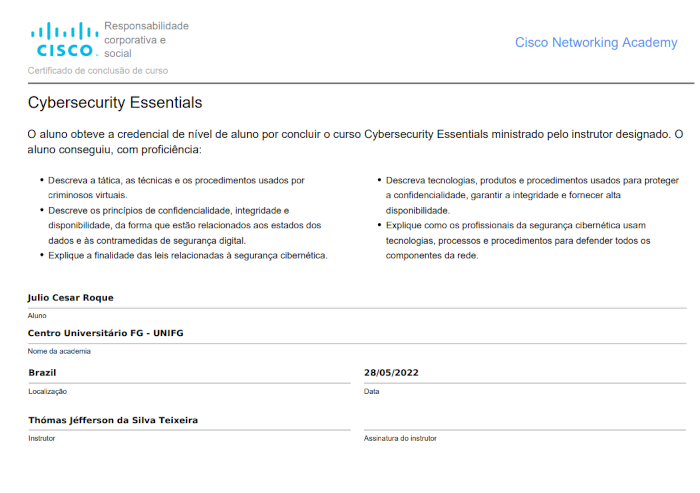 Responsabilidade
corporativa e
social
CISCO
Cisco Networking Academy
Certificado de conclusão de curso
Cybersecurity Essentials
O aluno obteve a credencial de nível de aluno por concluir o curso Cybersecurity Essentials ministrado pelo instrutor designado. O
aluno conseguiu, com proficiência:
• Descreva a tática, as técnicas e os procedimentos usados por
criminosos virtuais.
• Descreve os princípios de confidencialidade, integridade e
disponibilidade, da forma que estão relacionados aos estados dos
dados e às contramedidas de segurança digital.
• Explique a finalidade das leis relacionadas à segurança cibernética.
• Descreva tecnologias, produtos e procedimentos usados para proteger
a confidencialidade, garantir a integridade e fornecer alta
disponibilidade.
• Explique como os profissionais da segurança cibernética usam
tecnologias, processos e procedimentos para defender todos os
componentes da rede.
Julio Cesar Roque
Aluno
Centro Universitário FG - UNIFG
Nome da academia
Brazil
Localização
28/05/2022
Data
Thómas Jéfferson da Silva Teixeira
Instrutor
Assinatura do instrutor